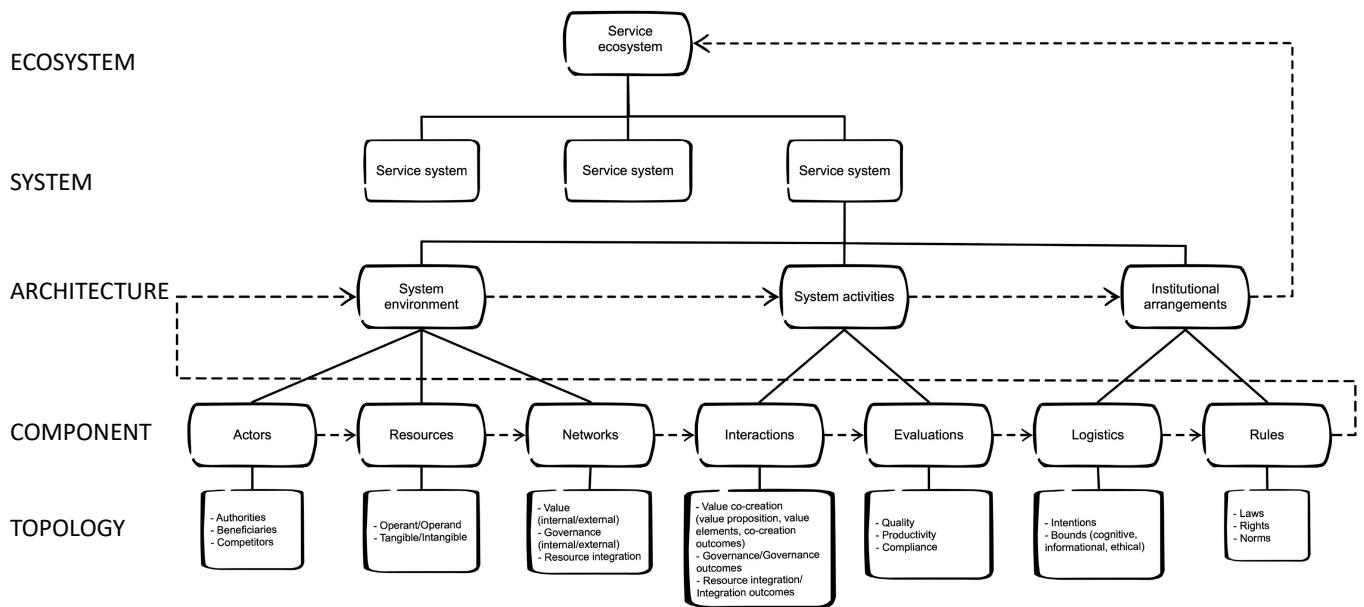 ECOSYSTEM
Service
ecosystem
SYSTEM
Service system
Service system
Service system
ARCHITECTURE
System
environment
System activities
Institutional
arrangements
COMPONENT
Actors
Resources
Networks
Interactions
Evaluations
Logistics
Rules
TOPOLOGY
- Authorities
- Beneficiaries
- Competitors
- Operant/Operand
- Tangible/Intangible
- Value
(internal/external)
- Governance
(internal/external)
- Resource integration
- Value co-creation
(value proposition, value
elements, co-creation
outcomes)
- Governance/Governance
outcomes
- Resource integration/
Integration outcomes
- Quality
- Productivity
- Compliance
- Intentions
- Bounds (cognitive,
informational, ethical)
- Laws
- Rights
- Norms